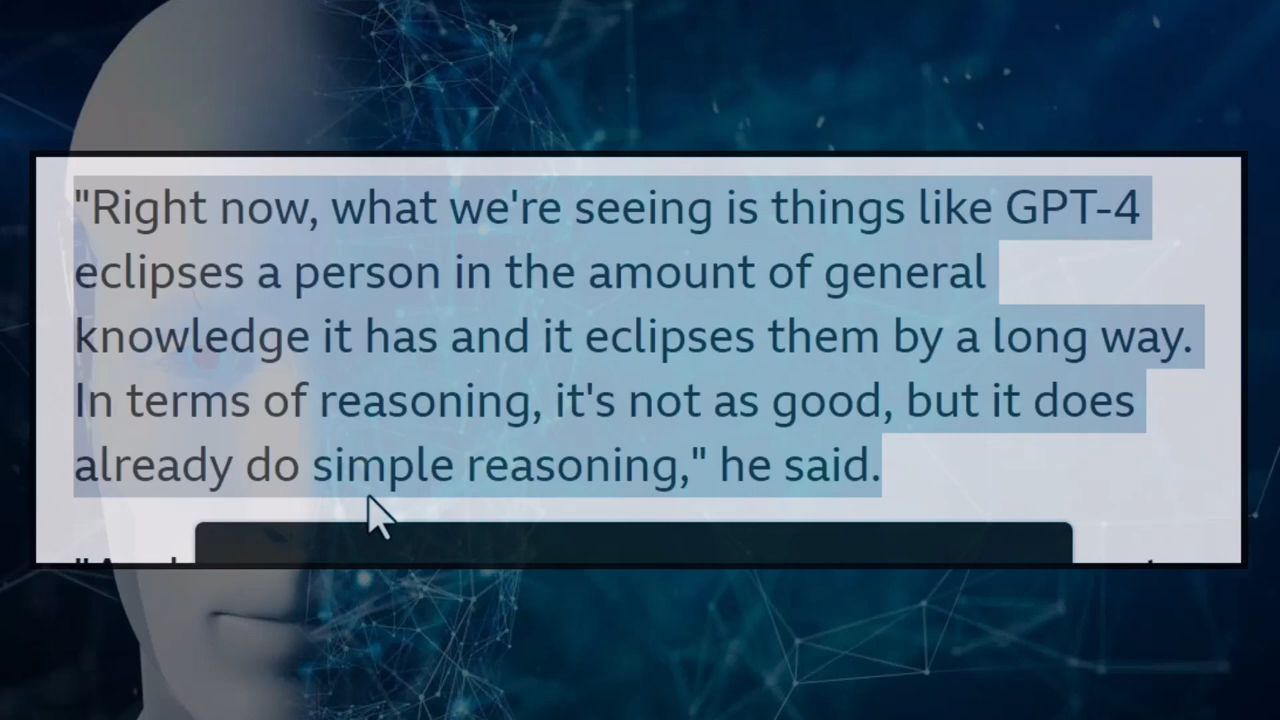 "Right now, what we're seeing is things like GPT-4
eclipses a person in the amount of general
knowledge it has and it eclipses them by a long way.
In terms of reasoning, it's not as good, but it does
already do simple reasoning," he said.